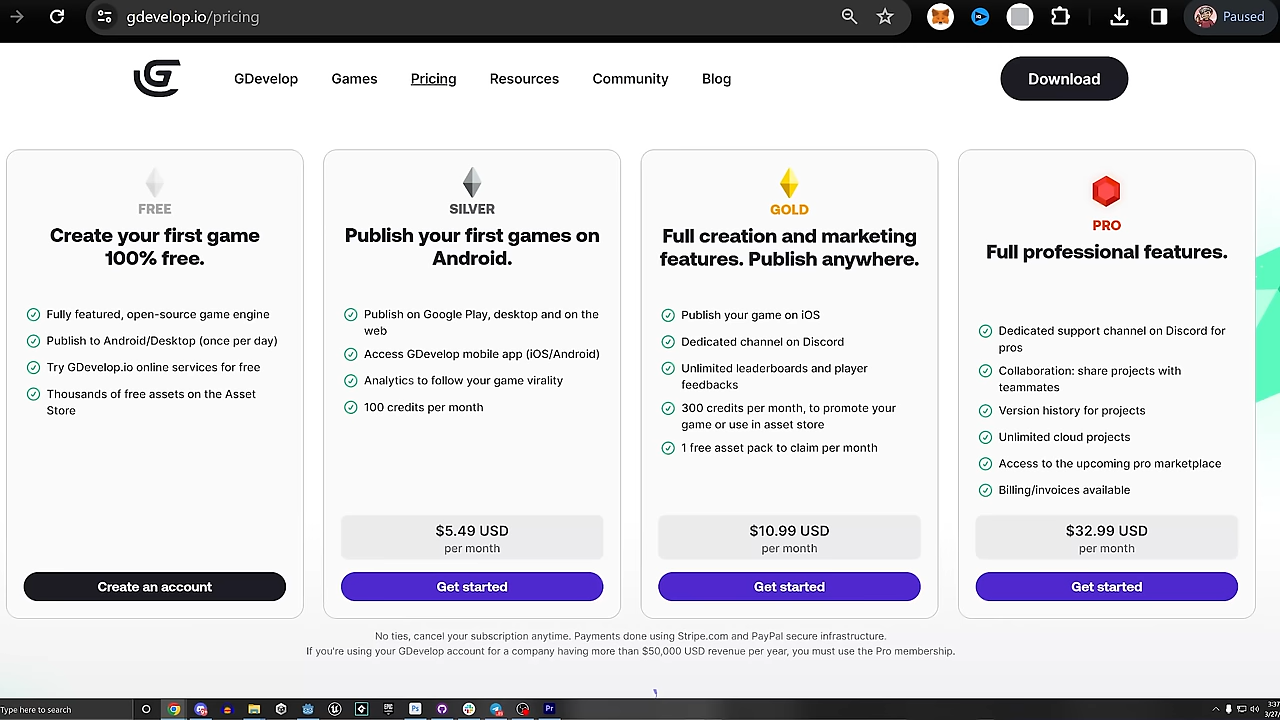 gdevelop.io/pricing
Paused
GDevelop
Games
Pricing
Resources
Community
Blog
Download
FREE
Create your first game
100% free.
Fully featured, open-source game engine
Publish to Android/Desktop (once per day)
Try GDevelop.io online services for free
Thousands of free assets on the Asset
Store
Create an account
SILVER
Publish your first games on
Android.
Publish on Google Play, desktop and on the
web
Access GDevelop mobile app (iOS/Android)
Analytics to follow your game virality
100 credits per month
$5.49 USD
per month
Get started
GOLD
Full creation and marketing
features. Publish anywhere.
Publish your game on iOS
Dedicated channel on Discord
Unlimited leaderboards and player
feedbacks
300 credits per month, to promote your
game or use in asset store
1 free asset pack to claim per month
$10.99 USD
per month
Get started
PRO
Full professional features.
Dedicated support channel on Discord for
pros
Collaboration: share projects with
teammates
Version history for projects
Unlimited cloud projects
Access to the upcoming pro marketplace
Billing/invoices available
$32.99 USD
per month
Get started
No ties, cancel your subscription anytime. Payments done using Stripe.com and PayPal secure infrastructure.
If you're using your GDevelop account for a company having more than $50,000 USD revenue per year, you must use the Pro membership.
Type here to search
Ps
EPIC
Pr
3:37
3/27/